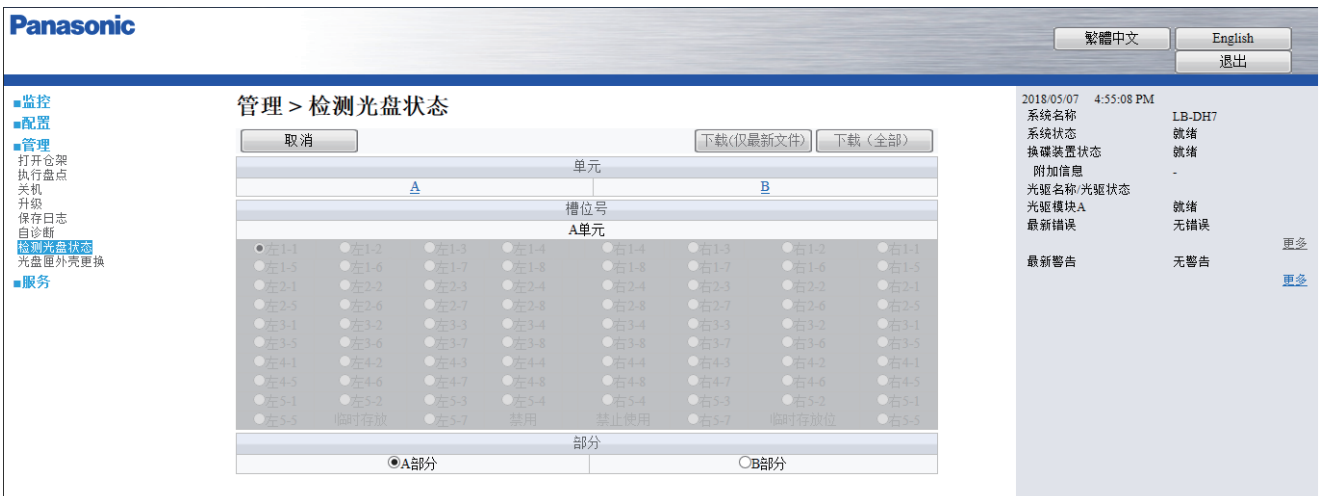 Panasonic
繁體中文 English
退出
■监控
■配置
■管理
打开仓架
执行盘点
关机
升级
保存日志
自诊断
检测光盘状态
光盘匣外壳更换
■服务
管理 > 检测光盘状态
取消 下载(仅最新文件) 下载（全部）
单元
A B
槽位号
A单元
左1-1 左1-2 左1-3 左1-4 右1-4 右1-3 右1-2 右1-1
左1-5 左1-6 左1-7 左1-8 右1-8 右1-7 右1-6 右1-5
左2-1 左2-2 左2-3 左2-4 右2-4 右2-3 右2-2 右2-1
左2-5 左2-6 左2-7 左2-8 右2-8 右2-7 右2-6 右2-5
左3-1 左3-2 左3-3 左3-4 右3-4 右3-3 右3-2 右3-1
左3-5 左3-6 左3-7 左3-8 右3-8 右3-7 右3-6 右3-5
左4-1 左4-2 左4-3 左4-4 右4-4 右4-3 右4-2 右4-1
左4-5 左4-6 左4-7 左4-8 右4-8 右4-7 右4-6 右4-5
左5-1 左5-2 左5-3 左5-4 右5-4 右5-3 右5-2 右5-1
左5-5 临时存放 左5-7 禁用 禁止使用 右5-7 临时存放位 右5-5
部分
A部分 B部分
2018/05/07 4:55:08 PM
系统名称 LB-DH7
系统状态 就绪
换碟装置状态 就绪
附加信息 -
光驱名称/光驱状态
光驱模块A 就绪
最新错误 无错误
更多
最新警告 无警告
更多